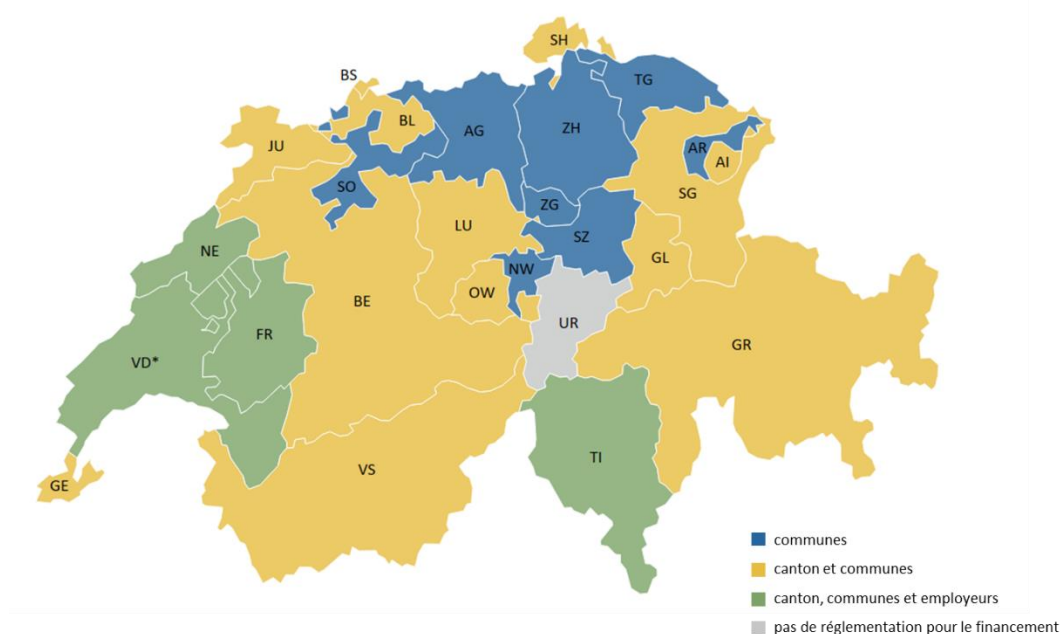 SH
BS
TG
BL
AG
ZH
JU
AR
AI
SO
ZG
SG
LU
SZ
NE
GL
NW
OW
BE
UR
FR
GR
VD*
TI
VS
GE
communes
canton et communes
canton, communes et employeurs
pas de réglementation pour le financement